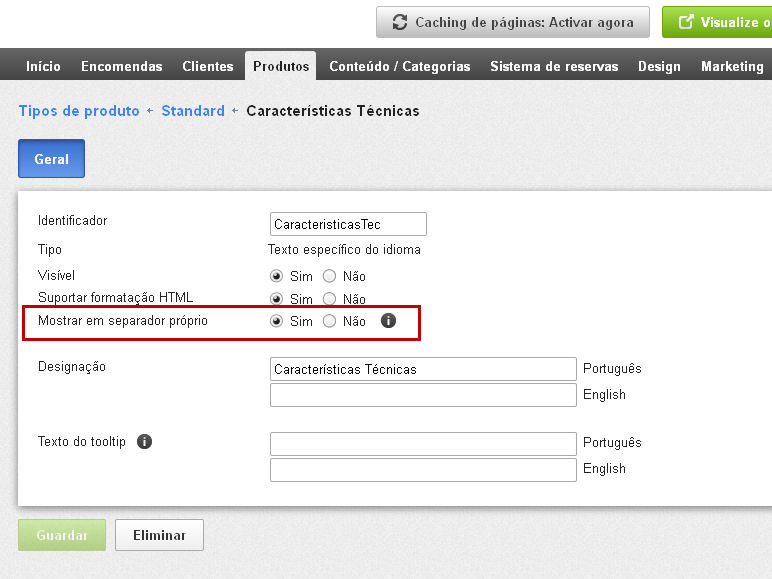 Caching de páginas: Activar agora
Visualize o
Início Encomendas Clientes Produtos Conteúdo / Categorias Sistema de reservas Design Marketing
Tipos de produto ← Standard ← Características Técnicas
Geral
Identificador CaracteristicasTec
Tipo Texto específico do idioma
Visível Sim Não
Suportar formatação HTML Sim Não
Mostrar em separador próprio Sim Não i
Designação Características Técnicas Português
English
Texto do tooltip i Português
English
Guardar Eliminar